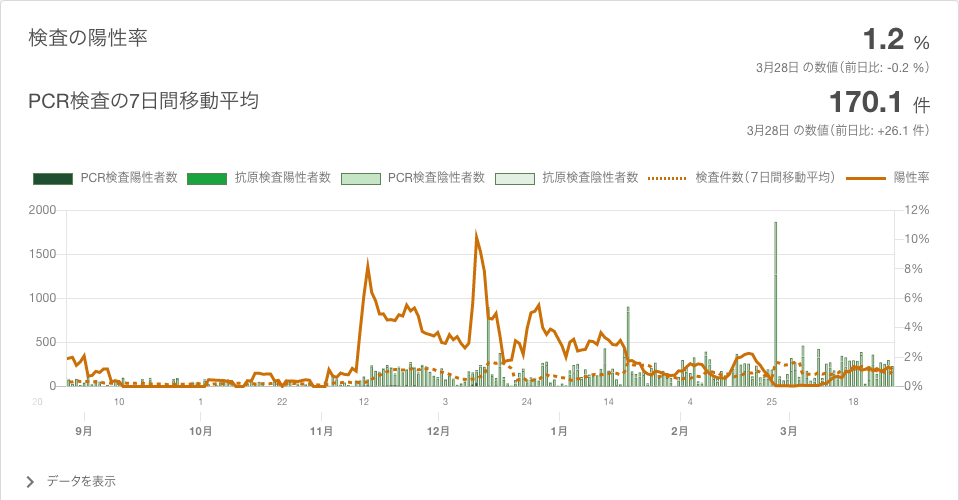 検査の陽性率
1.2 %
3月28日 の数値（前日比: -0.2 %）
PCR検査の7日間移動平均
170.1 件
3月28日 の数値（前日比: +26.1 件）
PCR検査陽性者数 抗原検査陽性者数 PCR検査陰性者数 抗原検査陰性者数 検査件数（7日間移動平均） 陽性率
2000 12%
10%
1500
8%
1000 6%
4%
500
2%
0 0%
20 10 1 22 12 3 24 14 4 25 18
9月 10月 11月 12月 1月 2月 3月
データを表示